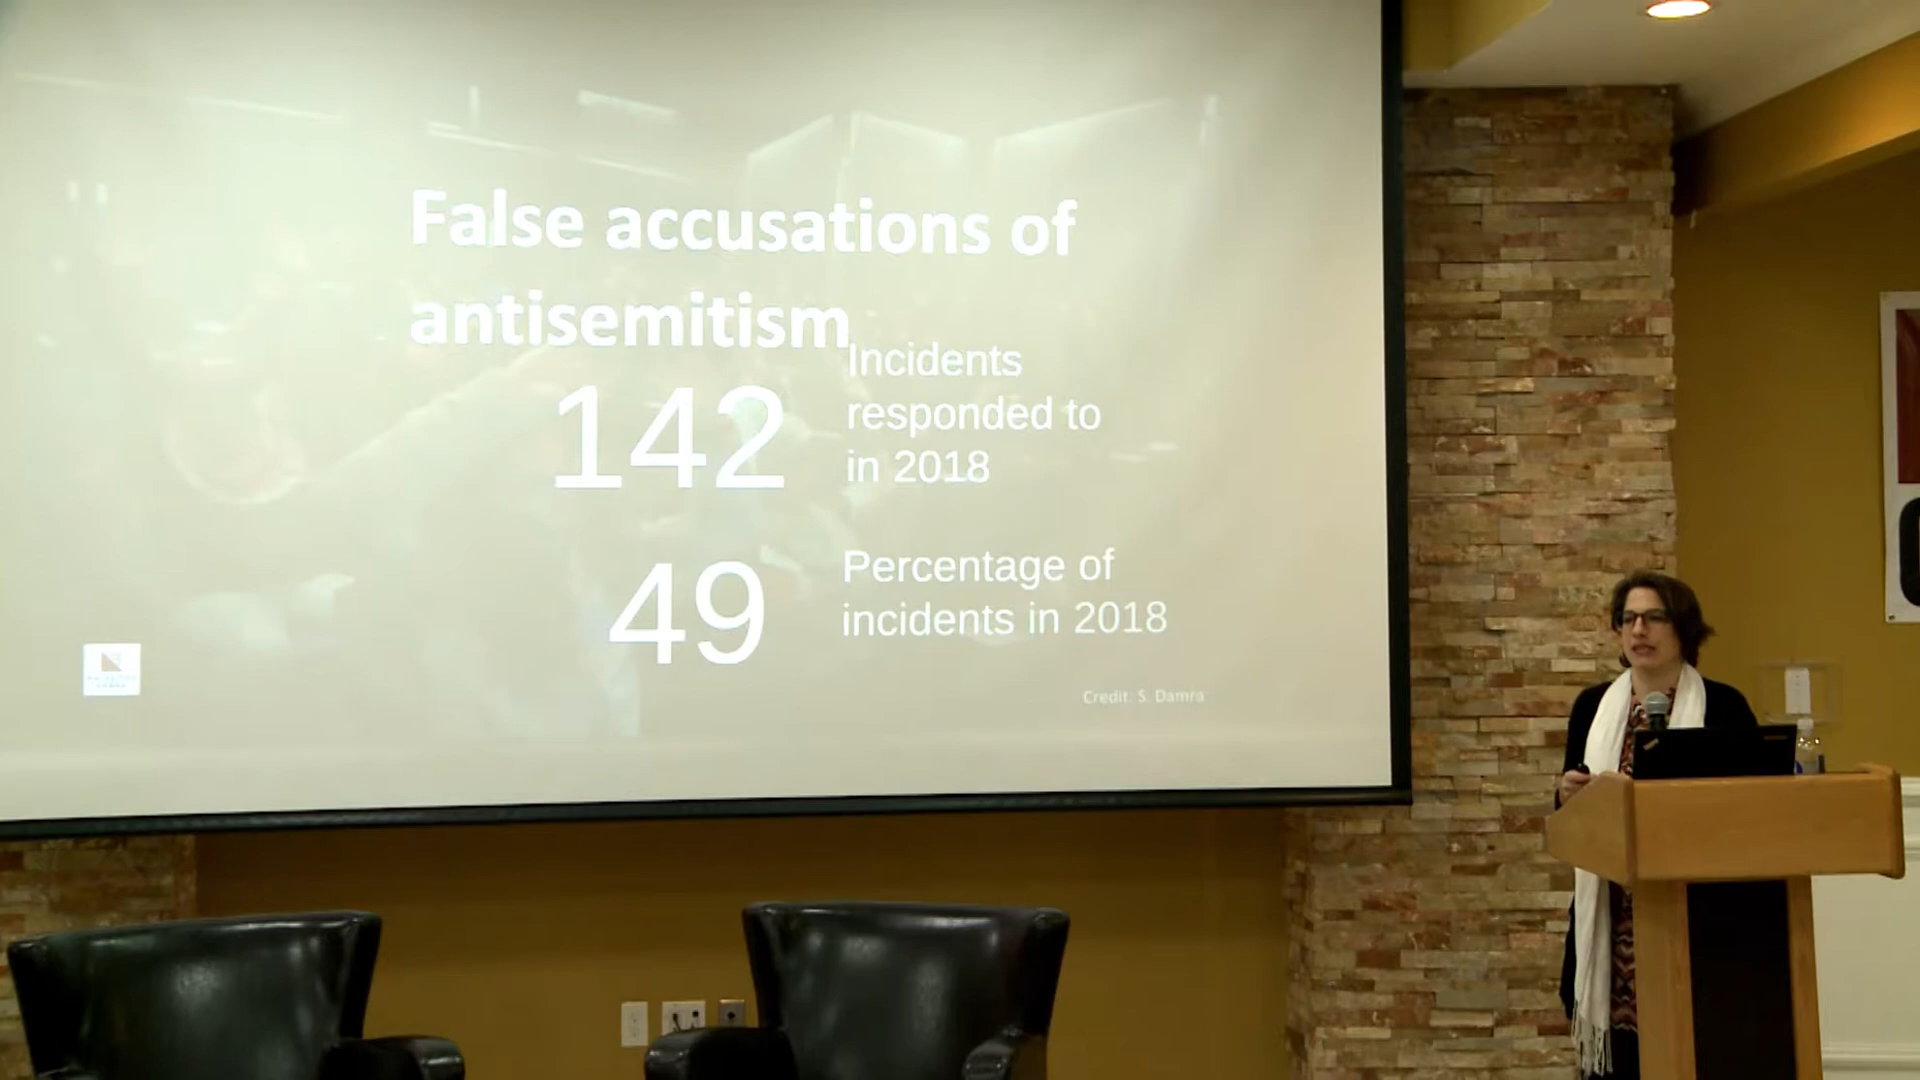 False accusations of
antisemitism
142
Incidents
responded to
in 2018
49
Percentage of
incidents in 2018
Credit: S. Damra